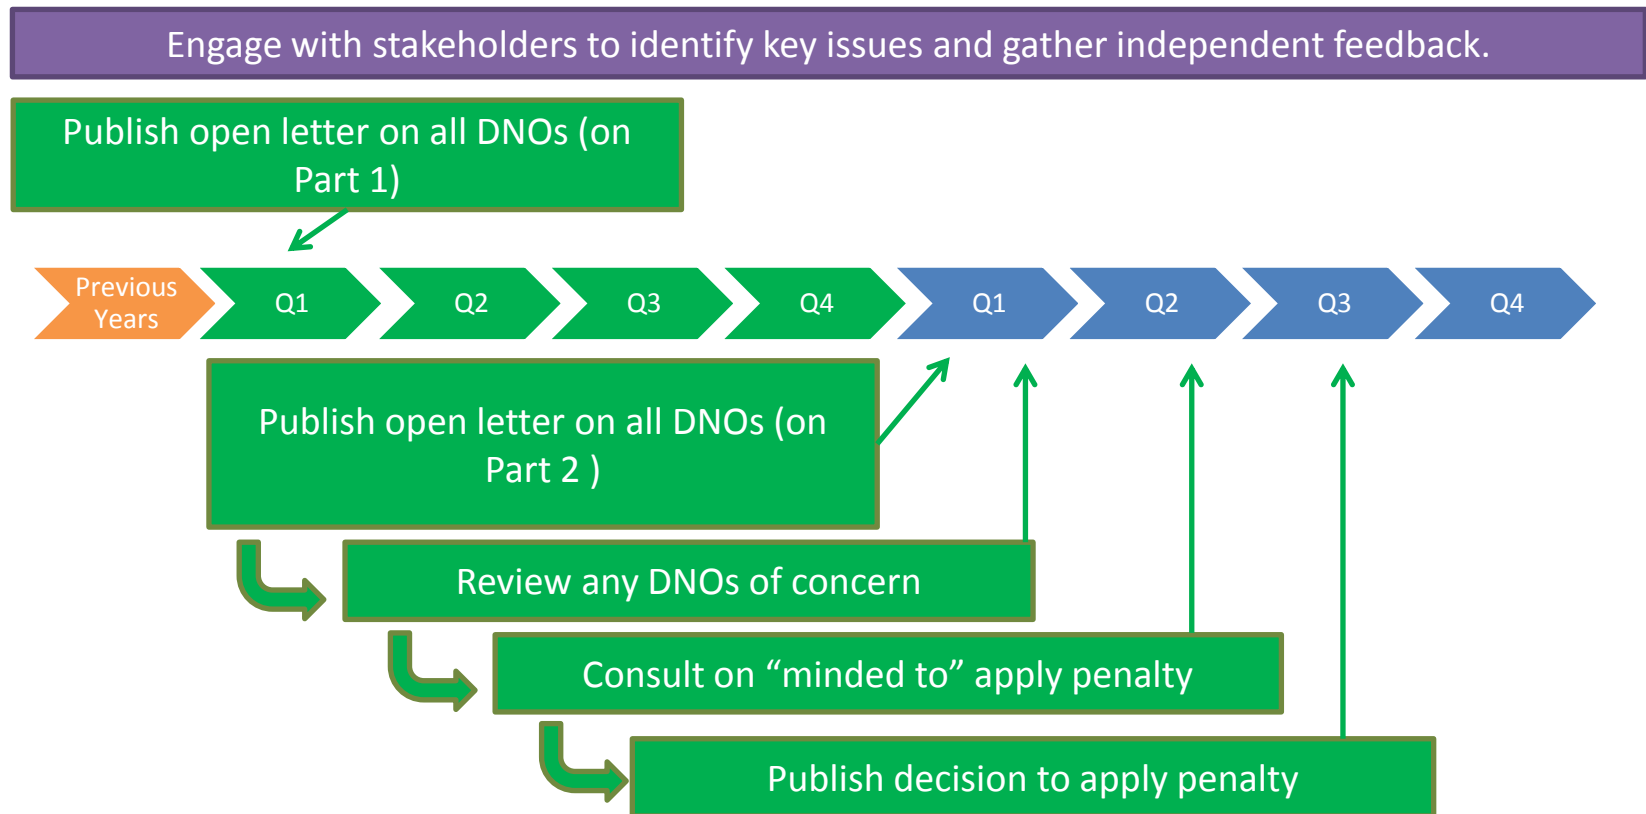 Engage with stakeholders to identify key issues and gather independent feedback.
Publish open letter on all DNOs (on
Part 1)
Previous
Years
Q1
Q2
Q3
Q4
Q1
Q2
Q3
Q4
Publish open letter on all DNOs (on
Part 2 )
Review any DNOs of concern
Consult on “minded to” apply penalty
Publish decision to apply penalty